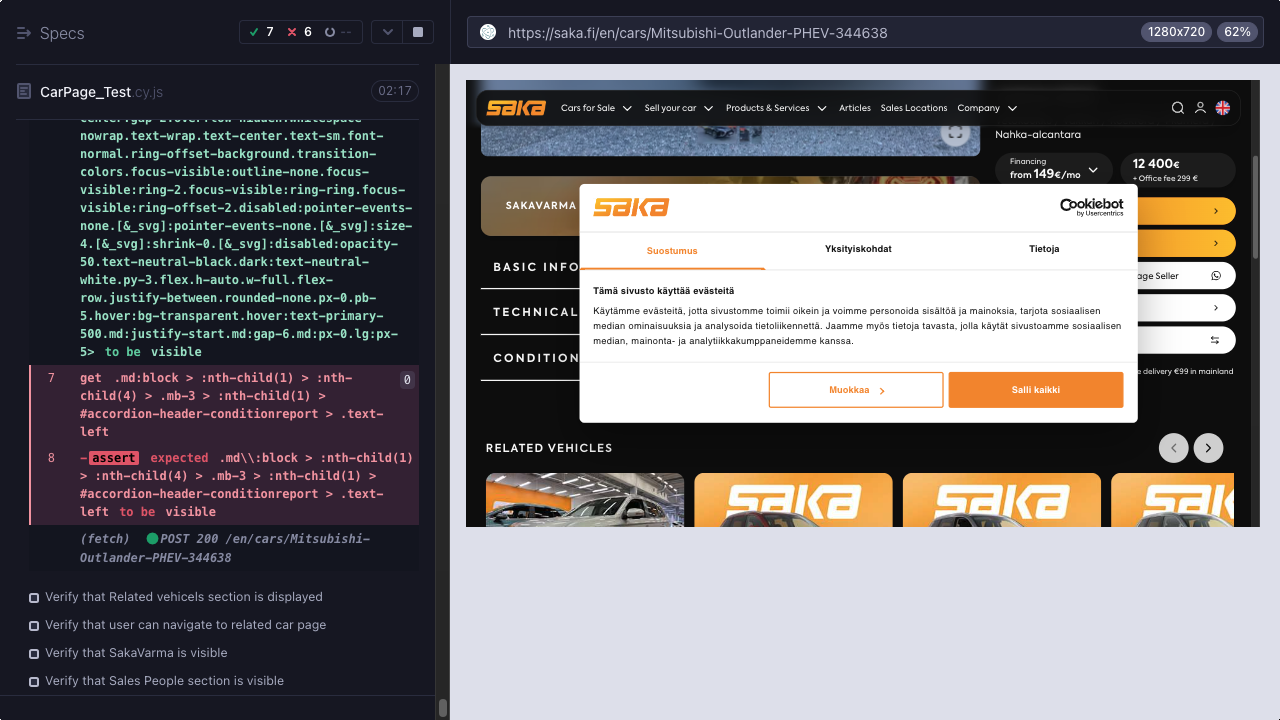 Specs
7
6
--
CarPage_Test.cy.js
02:17
nowrap.text-wrap.text-center.text-sm.font-
normal.ring-offset-background.transition-
colors.focus-visible:outline-none.focus-
visible:ring-2.focus-visible:ring-ring.focus-
visible:ring-offset-2.disabled:pointer-events-
none.[&_svg]:pointer-events-none.[&_svg]:size-
4.[&_svg]:shrink-0.[&_svg]:disabled:opacity-
50.text-neutral-black.dark:text-neutral-
white.py-3.flex.h-auto.w-full.flex-
row.justify-between.rounded-none.px-0.pb-
5.hover:bg-transparent.hover:text-primary-
500.md:justify-start.md:gap-6.md:px-0.lg:px-
5> to be visible
7 get .md:block > :nth-child(1) > :nth- 0
child(4) > .mb-3 > :nth-child(1) >
#accordion-header-conditionreport > .text-
left
8 -assert expected .md\\:block > :nth-child(1)
> :nth-child(4) > .mb-3 > :nth-child(1) >
#accordion-header-conditionreport > .text-
left to be visible
(fetch) POST 200 /en/cars/Mitsubishi-
Outlander-PHEV-344638
Verify that Related vehicels section is displayed
Verify that user can navigate to related car page
Verify that SakaVarma is visible
Verify that Sales People section is visible
https://saka.fi/en/cars/Mitsubishi-Outlander-PHEV-344638
1280x720
62%
saka
Cars for Sale
Sell your car
Products & Services
Articles
Sales Locations
Company
Nahka-alcantara
Financing
from 149€/mo
12 400€
+ Office fee 299 €
SAKAVARMA
BASIC INFO
TECHNICAL
CONDITION
age Seller
e delivery €99 in mainland
saka
Cookiebot
by Usercentrics
Suostumus
Yksityiskohdat
Tietoja
Tämä sivusto käyttää evästeitä
Käytämme evästeitä, jotta sivustomme toimii oikein ja voimme personoida sisältöä ja mainoksia, tarjota sosiaalisen
median ominaisuuksia ja analysoida tietoliikennettä. Jaamme myös tietoja tavasta, jolla käytät sivustoamme sosiaalisen
median, mainonta- ja analytiikkakumppaneidemme kanssa.
Muokkaa
Salli kaikki
RELATED VEHICLES
saka
saka
saka